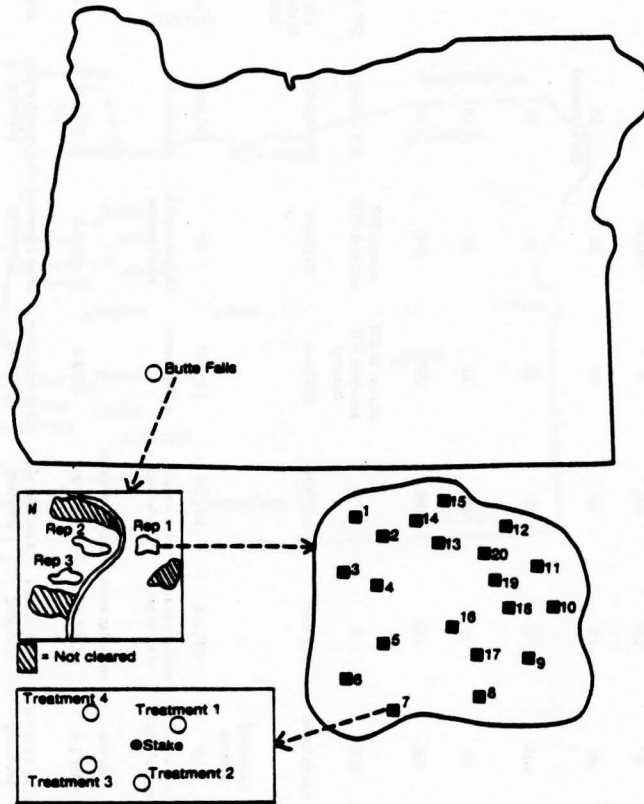 Butte Falls
N
Rep 2
Rep 1
Rep 3
= Not cleared
15
1
14
12
2
13
20
11
3
4
19
18
10
16
5
17
9
6
8
7
Treatment 4
Treatment 1
Stake
Treatment 3
Treatment 2